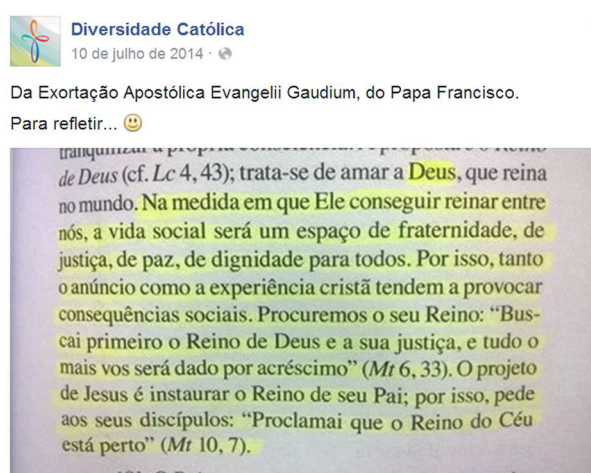 Diversidade Católica
10 de julho de 2014 ·
Da Exortação Apostólica Evangelii Gaudium, do Papa Francisco.
Para refletir...
tranquilizar a própria
de Deus (cf. Lc 4, 43); trata-se de amar a Deus, que reina
no mundo. Na medida em que Ele conseguir reinar entre
nós, a vida social será um espaço de fraternidade, de
justiça, de paz, de dignidade para todos. Por isso, tanto
o anúncio como a experiência cristã tendem a provocar
consequências sociais. Procuremos o seu Reino: “Bus-
cai primeiro o Reino de Deus e a sua justiça, e tudo o
mais vos será dado por acréscimo” (Mt 6, 33). O projeto
de Jesus é instaurar o Reino de seu Pai; por isso, pede
aos seus discípulos: “Proclamai que o Reino do Céu
está perto” (Mt 10, 7).